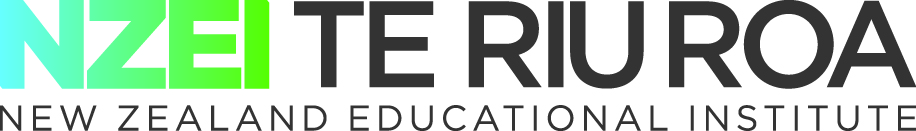 NZEI TE RIU ROA
NEW ZEALAND EDUCATIONAL INSTITUTE